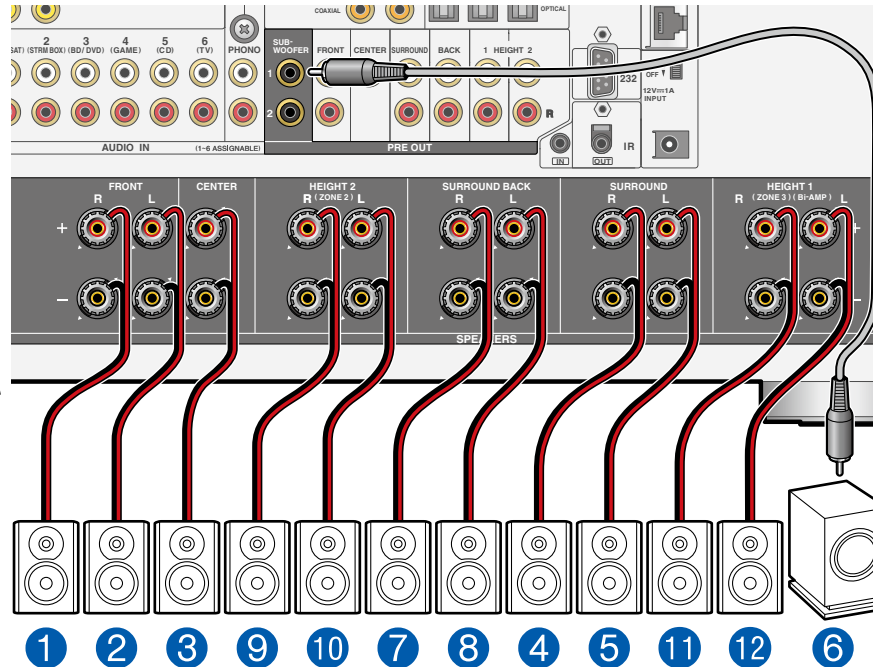 COAXIAL OPTICAL
2 3 4 5 6
SAT) (STRM BOX) (BD/DVD) (GAME) (CD) (TV) PHONO
SUB-
WOOFER FRONT CENTER SURROUND BACK 1 HEIGHT 2
1
232
OFF
12V 1A
INPUT
2
R
AUDIO IN (1–6 ASSIGNABLE) PRE OUT
IN OUT IR
FRONT CENTER HEIGHT 2 SURROUND BACK SURROUND HEIGHT 1
R L R (ZONE 2) L R L R L R (ZONE 3) (Bi-AMP) L
+ +
– –
SPEAKERS
1 2 3 9 10 7 8 4 5 11 12 6